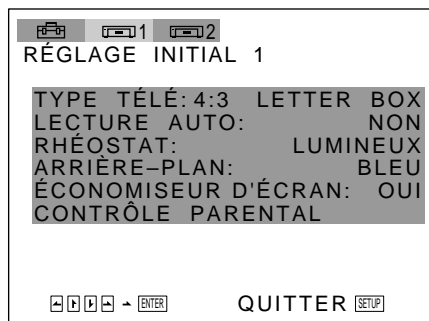 1 2
RÉGLAGE INITIAL 1
TYPE TÉLÉ: 4:3 LETTER BOX
LECTURE AUTO: NON
RHÉOSTAT: LUMINEUX
ARRIÈRE–PLAN: BLEU
ÉCONOMISEUR D'ÉCRAN: OUI
CONTRÔLE PARENTAL
ENTER QUITTER SETUP